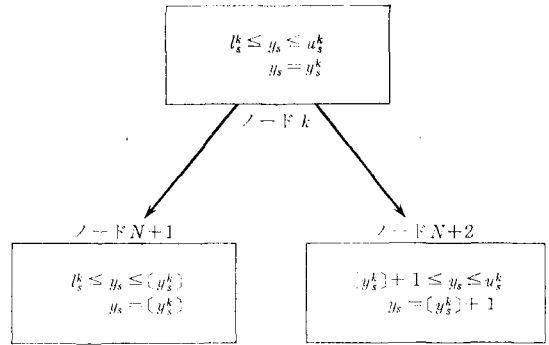 l_s^k ≤ y_s ≤ u_s^k
y_s = y_s^k
ノード k
ノード N+1
l_s^k ≤ y_s ≤ [y_s^k]
y_s = [y_s^k]
ノード N+2
[y_s^k] + 1 ≤ y_s ≤ u_s^k
y_s = [y_s^k] + 1